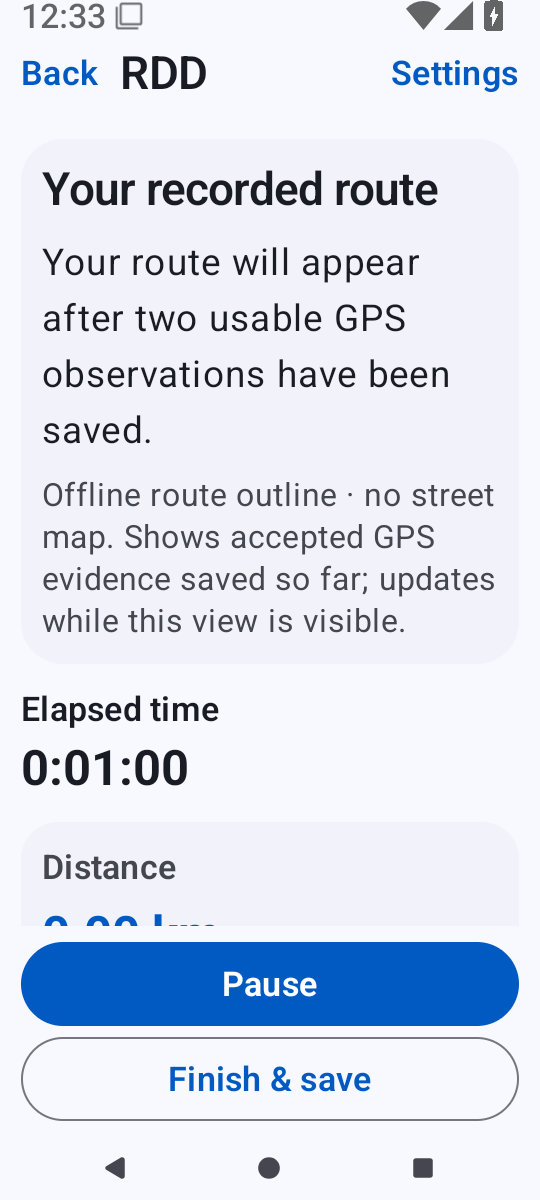 12:33
Back RDD Settings
Your recorded route
Your route will appear
after two usable GPS
observations have been
saved.
Offline route outline · no street
map. Shows accepted GPS
evidence saved so far; updates
while this view is visible.
Elapsed time
0:01:00
Distance
Pause
Finish & save